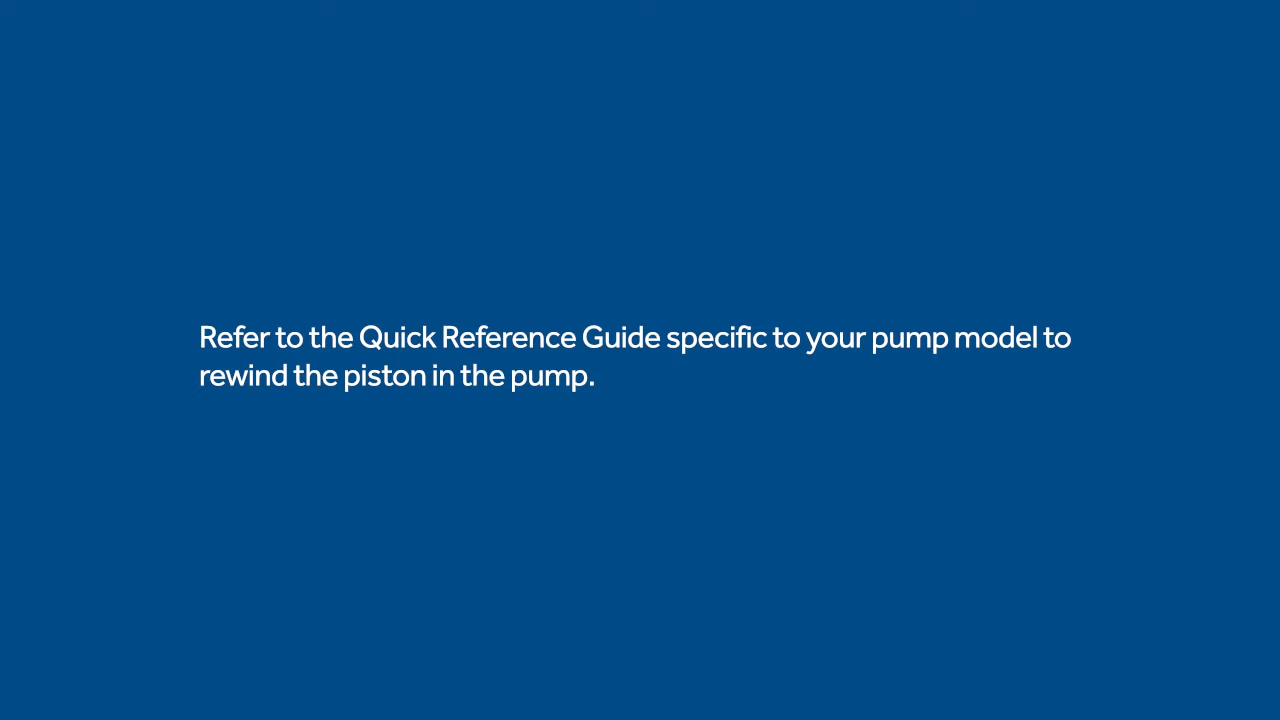 Refer to the Quick Reference Guide specific to your pump model to
rewind the piston in the pump.